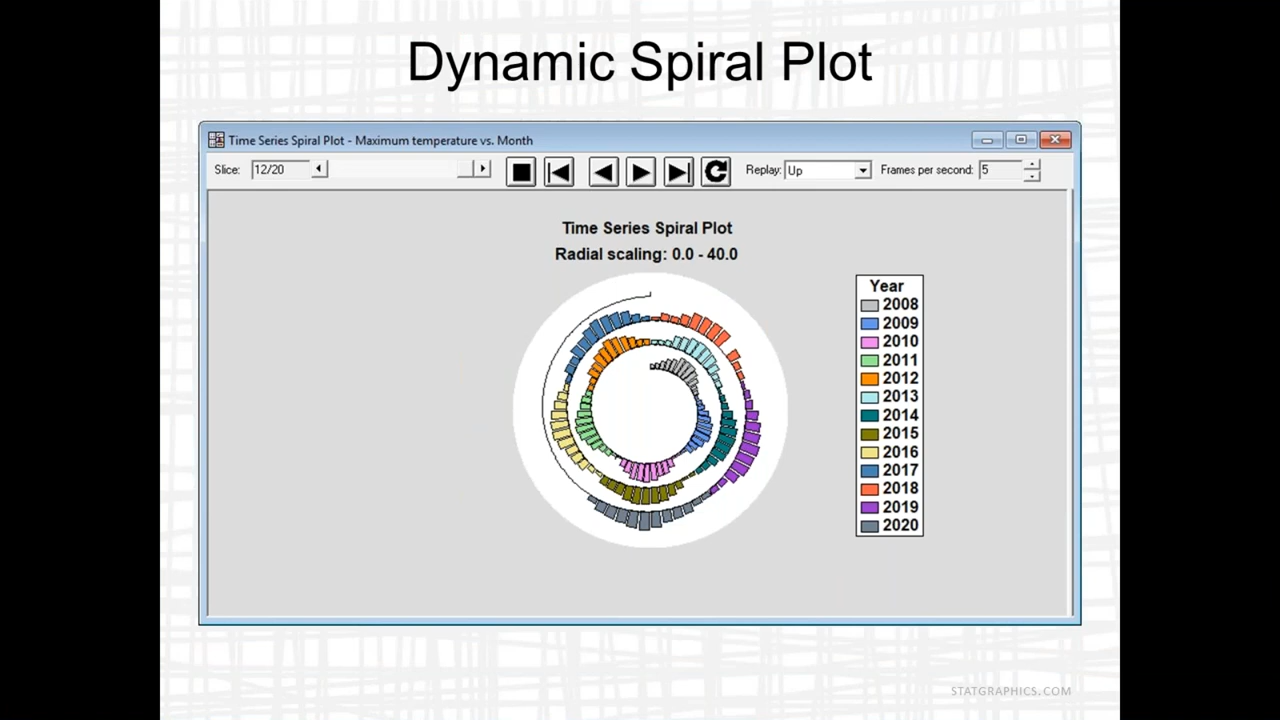 Dynamic Spiral Plot
Time Series Spiral Plot - Maximum temperature vs. Month
Slice: 12/20 Replay: Up Frames per second: 5
Time Series Spiral Plot
Radial scaling: 0.0 - 40.0
Year
2008
2009
2010
2011
2012
2013
2014
2015
2016
2017
2018
2019
2020
STATGRAPHICS.COM